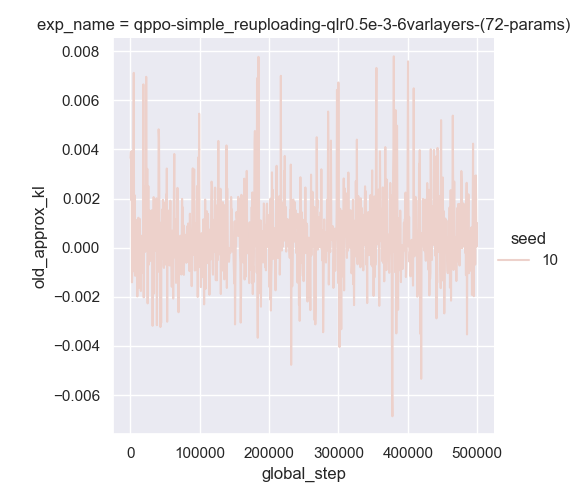 exp_name = qppo-simple_reuploading-qlr0.5e-3-6varlayers-(72-params)
0.008
0.006
0.004
0.002
0.000
−0.002
−0.004
−0.006
old_approx_kl
seed
10
0 100000 200000 300000 400000 500000
global_step